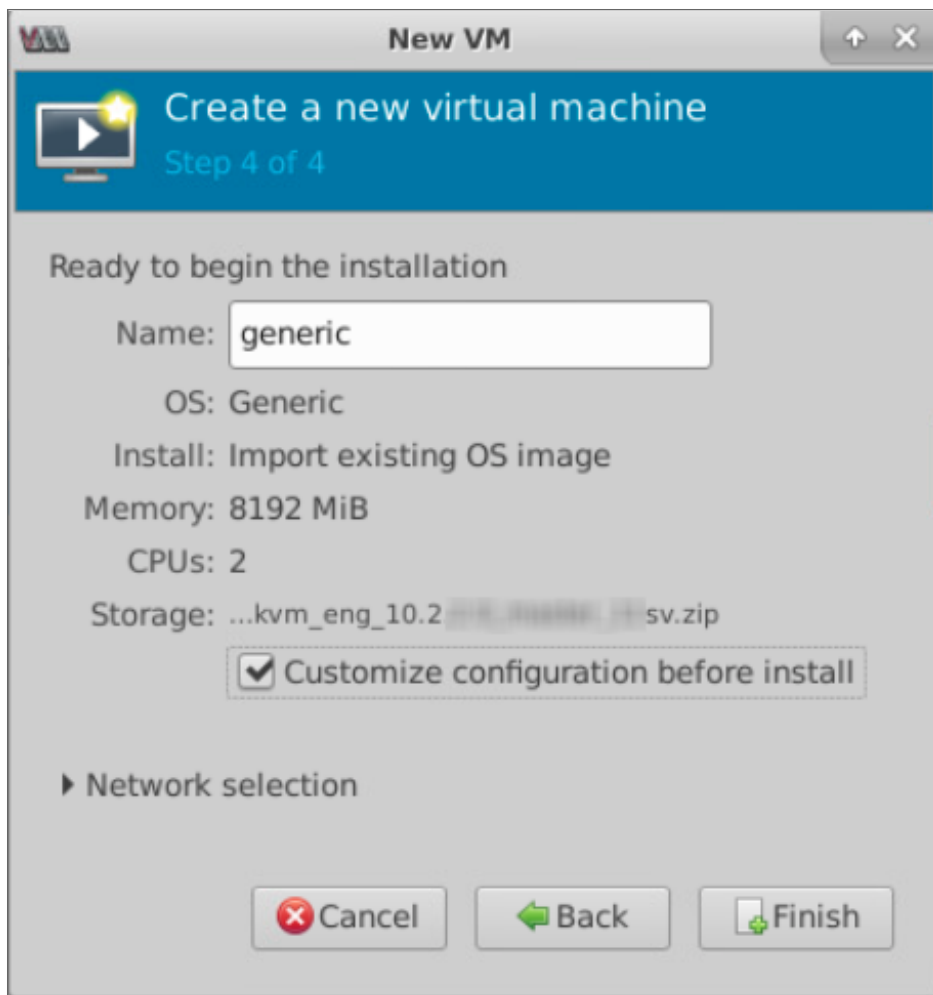 New VM
Create a new virtual machine
Step 4 of 4
Ready to begin the installation
Name: generic
OS: Generic
Install: Import existing OS image
Memory: 8192 MiB
CPUs: 2
Storage: ...kvm_eng_10.2 sv.zip
Customize configuration before install
Network selection
Cancel Back Finish